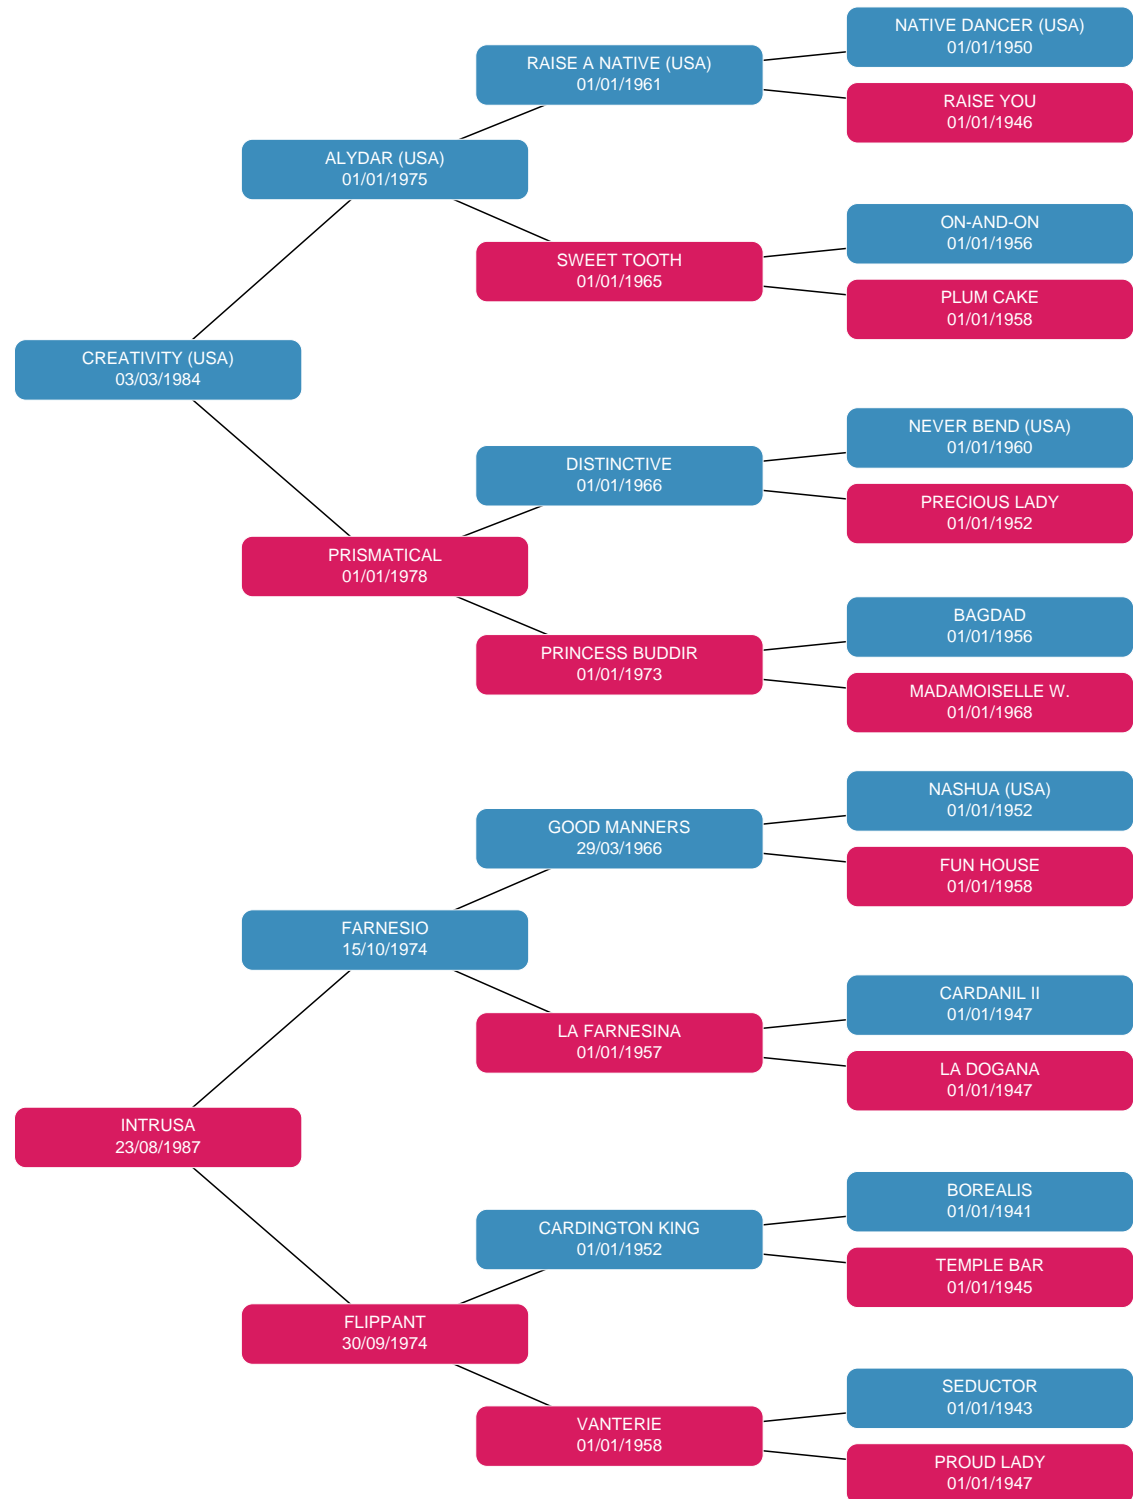 NATIVE DANCER (USA)
01/01/1950
RAISE A NATIVE (USA)
01/01/1961
RAISE YOU
01/01/1946
ALYDAR (USA)
01/01/1975
ON-AND-ON
01/01/1956
SWEET TOOTH
01/01/1965
PLUM CAKE
01/01/1958
CREATIVITY (USA)
03/03/1984
NEVER BEND (USA)
01/01/1960
DISTINCTIVE
01/01/1966
PRECIOUS LADY
01/01/1952
PRISMATICAL
01/01/1978
BAGDAD
01/01/1956
PRINCESS BUDDIR
01/01/1973
MADAMOISELLE W.
01/01/1968
NASHUA (USA)
01/01/1952
GOOD MANNERS
29/03/1966
FUN HOUSE
01/01/1958
FARNESIO
15/10/1974
CARDANIL II
01/01/1947
LA FARNESINA
01/01/1957
LA DOGANA
01/01/1947
INTRUSA
23/08/1987
BOREALIS
01/01/1941
CARDINGTON KING
01/01/1952
TEMPLE BAR
01/01/1945
FLIPPANT
30/09/1974
SEDUCTOR
01/01/1943
VANTERIE
01/01/1958
PROUD LADY
01/01/1947